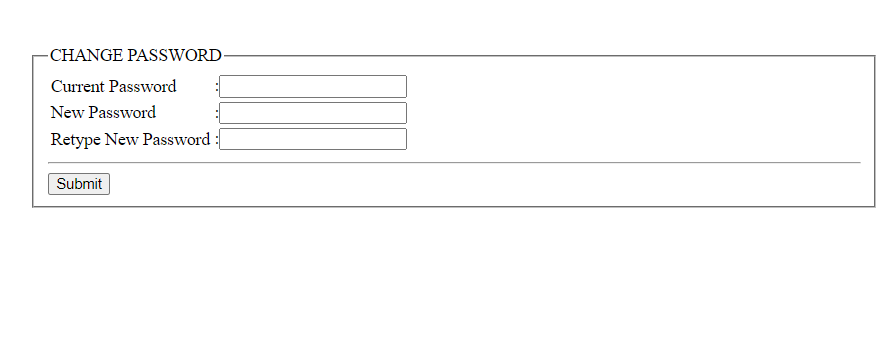 CHANGE PASSWORD
Current Password :
New Password :
Retype New Password :
Submit